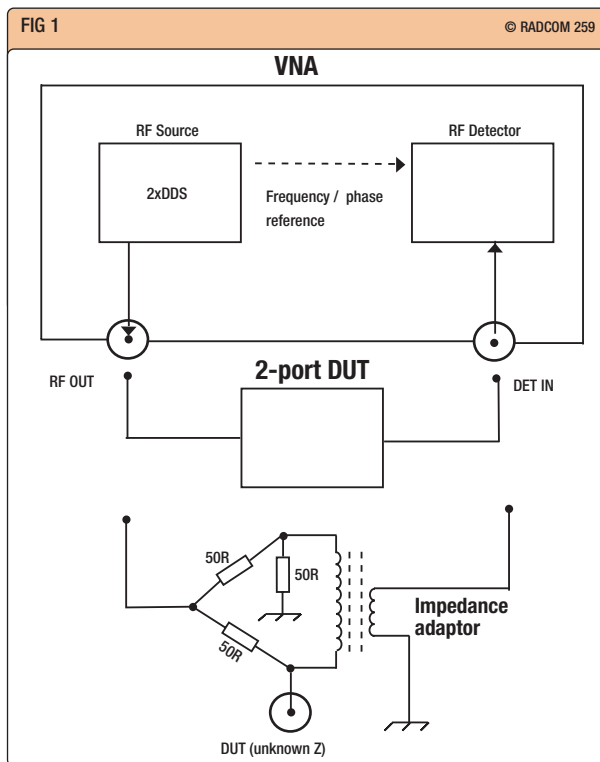 FIG 1
© RADCOM 259
VNA
RF Source
RF Detector
2xDDS
Frequency / phase
reference
RF OUT
2-port DUT
DET IN
50R
50R
50R
Impedance
adaptor
DUT (unknown Z)